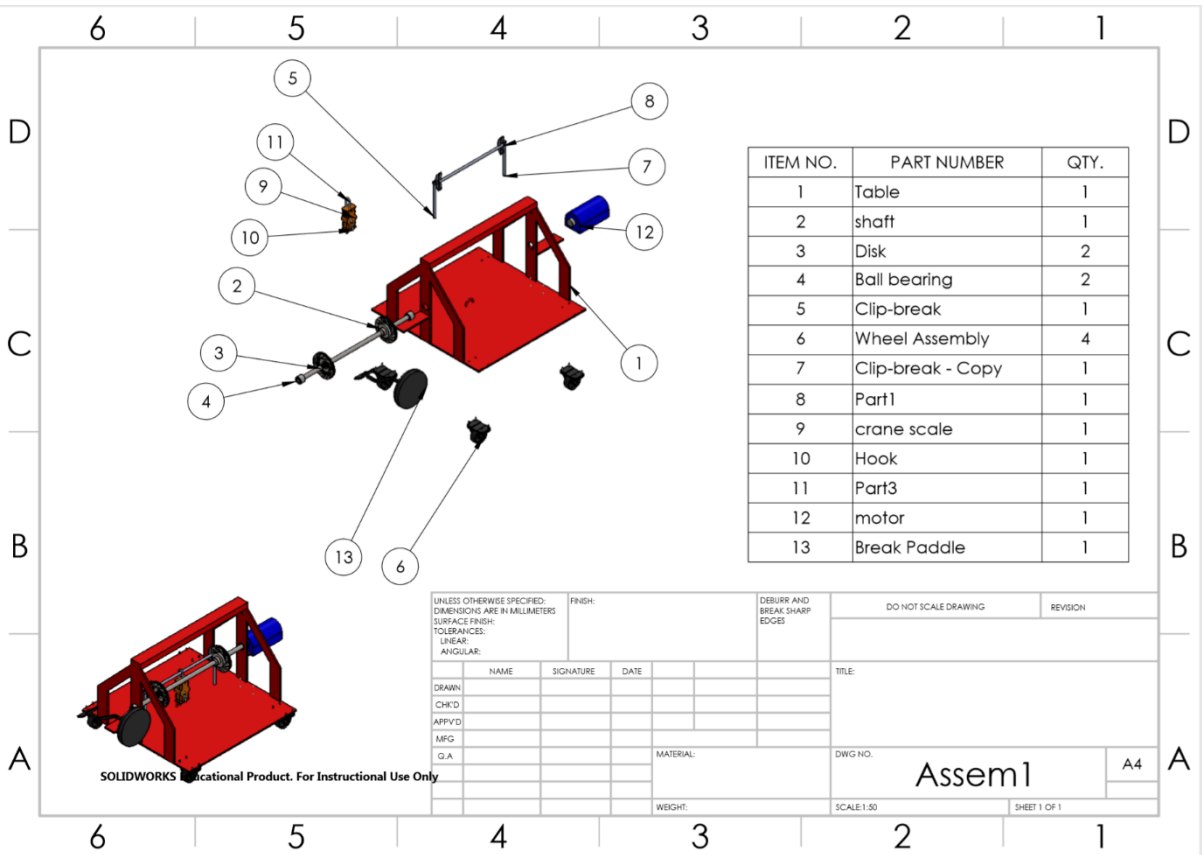 6 5 4 3 2 1
D D
C C
B B
A A
5
8
11
7
9
12
10
2
3
1
4
13
6
ITEM NO. PART NUMBER QTY.
1 Table 1
2 shaft 1
3 Disk 2
4 Ball bearing 2
5 Clip-break 1
6 Wheel Assembly 4
7 Clip-break - Copy 1
8 Part1 1
9 crane scale 1
10 Hook 1
11 Part3 1
12 motor 1
13 Break Paddle 1
UNLESS OTHERWISE SPECIFIED:
DIMENSIONS ARE IN MILLIMETERS
SURFACE FINISH:
TOLERANCES:
LINEAR:
ANGULAR:
FINISH:
DEBURR AND
BREAK SHARP
EDGES
DO NOT SCALE DRAWING
REVISION
NAME SIGNATURE DATE
DRAWN
CHK'D
APPV'D
MFG
Q.A
TITLE:
MATERIAL:
DWG NO.
Assem1
A4
WEIGHT:
SCALE:1:50
SHEET 1 OF 1
SOLIDWORKS Educational Product. For Instructional Use Only
6 5 4 3 2 1